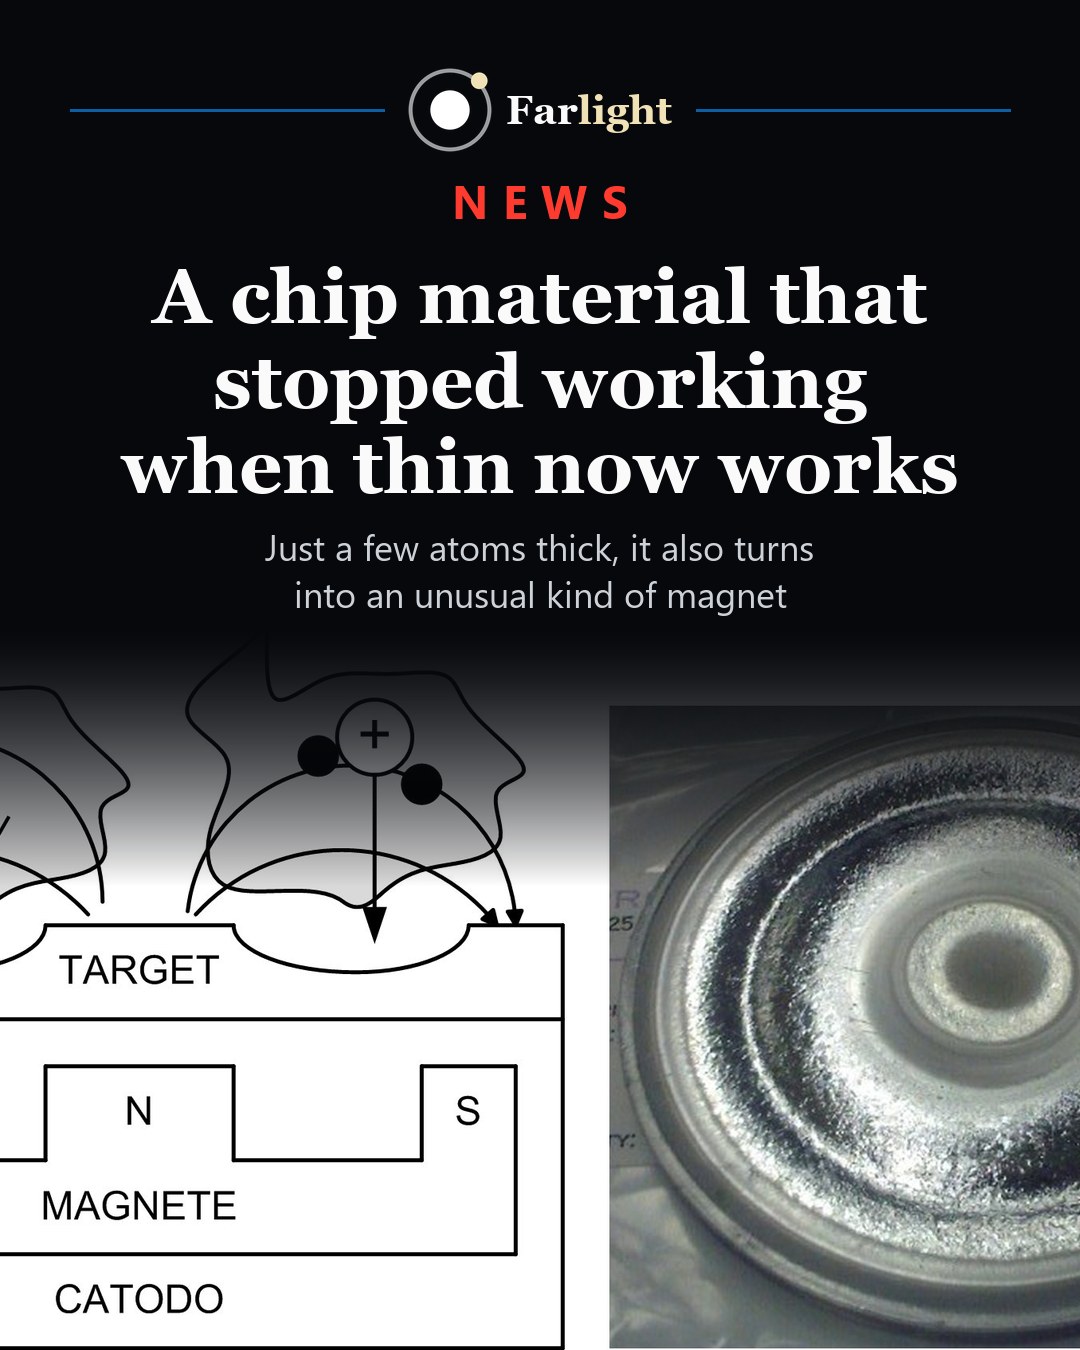 Farlight
NEWS
A chip material that
stopped working
when thin now works
Just a few atoms thick, it also turns
into an unusual kind of magnet
+
TARGET
N
S
MAGNETE
CATODO
R
25
Y: